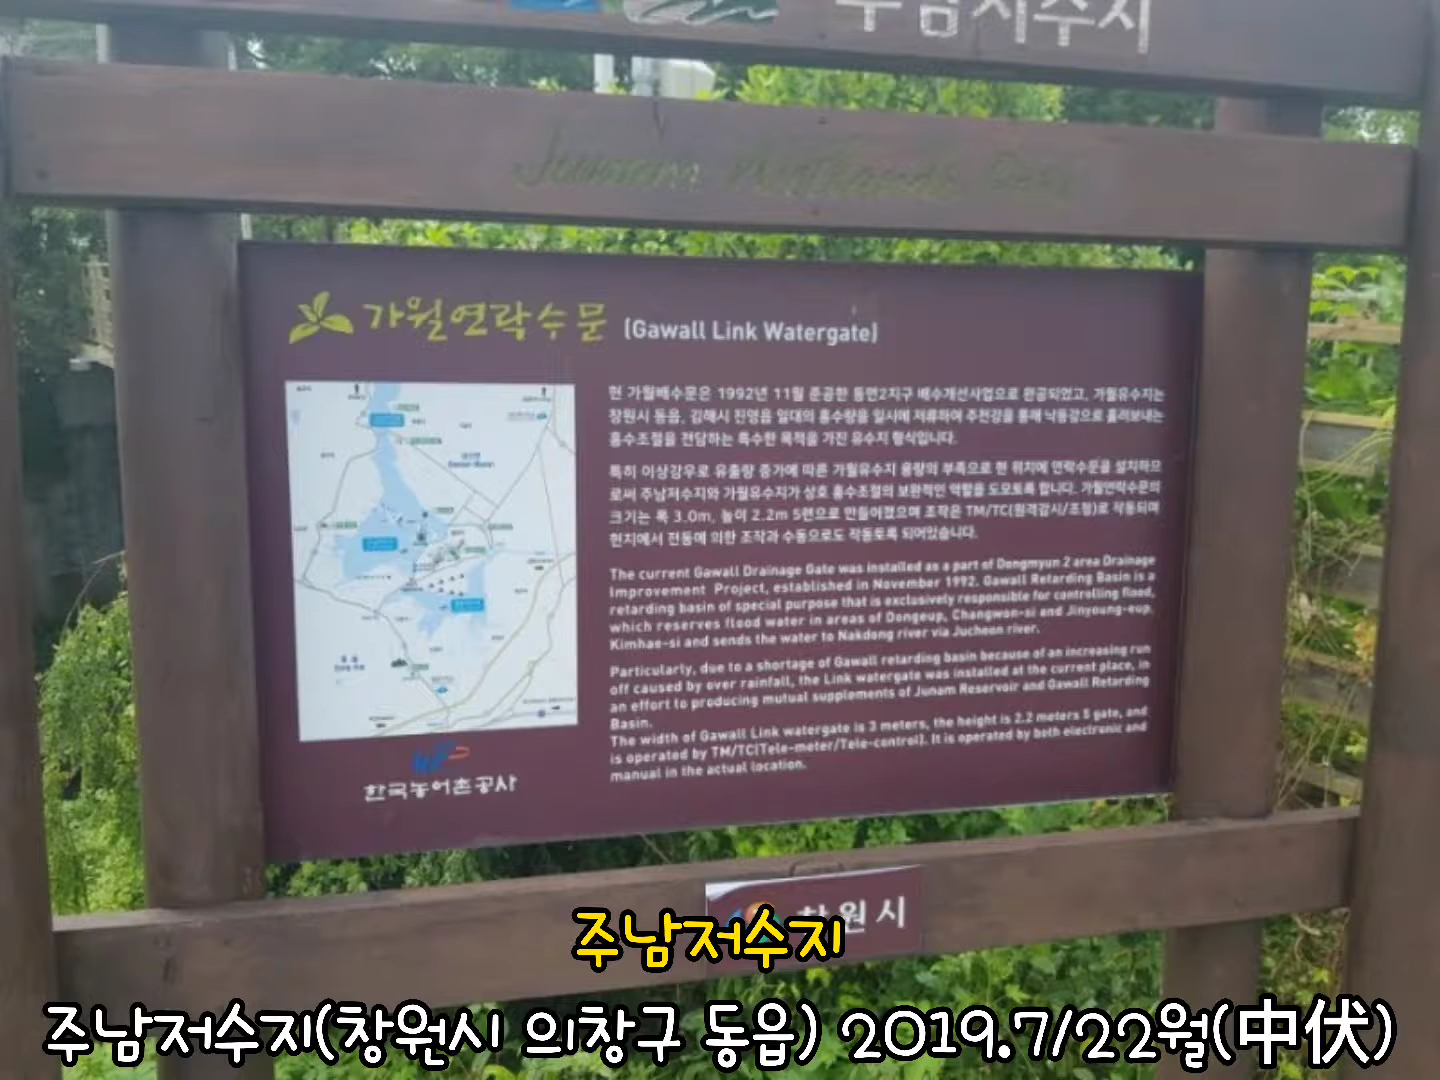 주남저수지
Junam Wetlands
가월연락수문 (Gawall Link Watergate)
현 가월배수문은 1992년 11월 준공한 동면2지구 배수개선사업으로 완공되었고, 가월유수지는
창원시 동읍, 김해시 진영읍 일대의 홍수량을 일시에 저류하여 주천강을 통해 낙동강으로 흘려보내는
홍수조절을 전담하는 특수한 목적을 가진 유수지 형식입니다.
특히 이상강우로 유출량 증가에 따른 가월유수지 용량의 부족으로 현 위치에 연락수문을 설치하므
로써 주남저수지와 가월유수지가 상호 홍수조절의 보완적인 역할을 도모토록 합니다. 가월연락수문의
크기는 폭 3.0m, 높이 2.2m 5련으로 만들어졌으며 조작은 TM/TC(원격감시/조정)로 작동되며
현지에서 전동에 의한 조작과 수동으로도 작동토록 되어있습니다.
The current Gawall Drainage Gate was installed as a part of Dongmyun 2 area Drainage
Improvement Project, established in November 1992. Gawall Retarding Basin is a
retarding basin of special purpose that is exclusively responsible for controlling flood,
which reserves flood water in areas of Dongeup, Changwon-si and Jinyoung-eup,
Kimhae-si and sends the water to Nakdong river via Jucheon river.
Particularly, due to a shortage of Gawall retarding basin because of an increasing run
off caused by over rainfall, the Link watergate was installed at the current place, in
an effort to producing mutual supplements of Junam Reservoir and Gawall Retarding
Basin.
The width of Gawall Link watergate is 3 meters, the height is 2.2 meters 5 gate, and
is operated by TM/TC(Tele-meter/Tele-control). It is operated by both electronic and
manual in the actual location.
한국농어촌공사
창원시
주남저수지
주남저수지(창원시 의창구 동읍) 2019.7/22월(中伏)